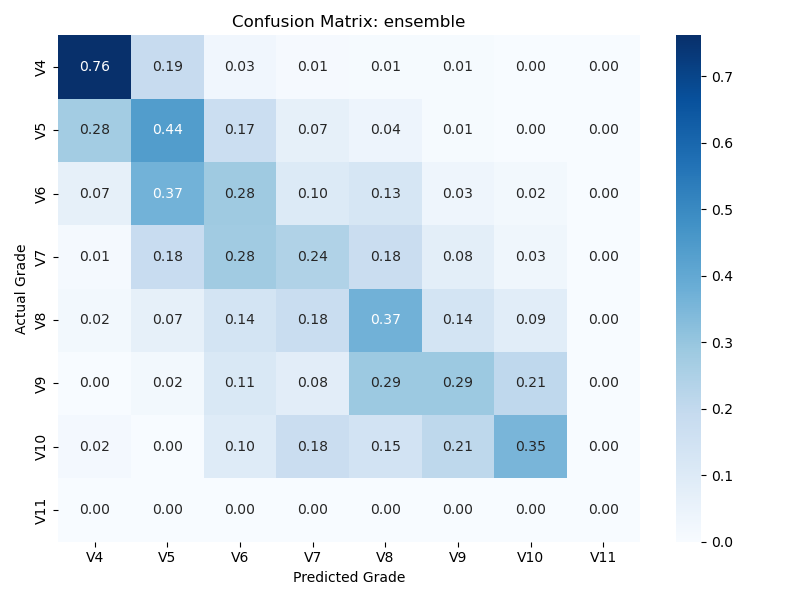 Confusion Matrix: ensemble
V4 0.76 0.19 0.03 0.01 0.01 0.01 0.00 0.00
V5 0.28 0.44 0.17 0.07 0.04 0.01 0.00 0.00
V6 0.07 0.37 0.28 0.10 0.13 0.03 0.02 0.00
V7 0.01 0.18 0.28 0.24 0.18 0.08 0.03 0.00
V8 0.02 0.07 0.14 0.18 0.37 0.14 0.09 0.00
V9 0.00 0.02 0.11 0.08 0.29 0.29 0.21 0.00
V10 0.02 0.00 0.10 0.18 0.15 0.21 0.35 0.00
V11 0.00 0.00 0.00 0.00 0.00 0.00 0.00 0.00
V4 V5 V6 V7 V8 V9 V10 V11
Predicted Grade
Actual Grade
0.7
0.6
0.5
0.4
0.3
0.2
0.1
0.0